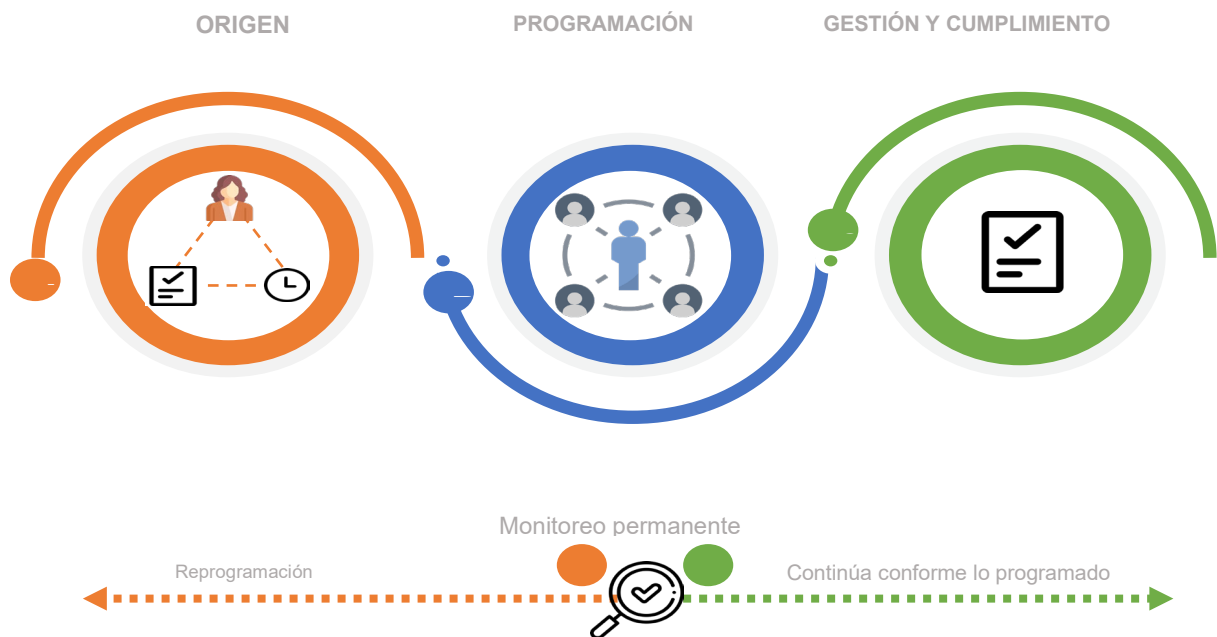 ORIGEN
PROGRAMACIÓN
GESTIÓN Y CUMPLIMIENTO
Monitoreo permanente
Reprogramación
Continúa conforme lo programado